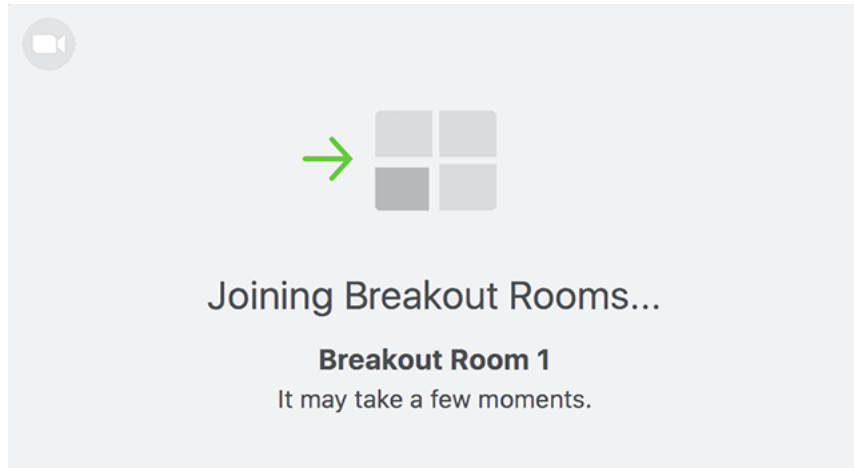 Joining Breakout Rooms...
Breakout Room 1
It may take a few moments.